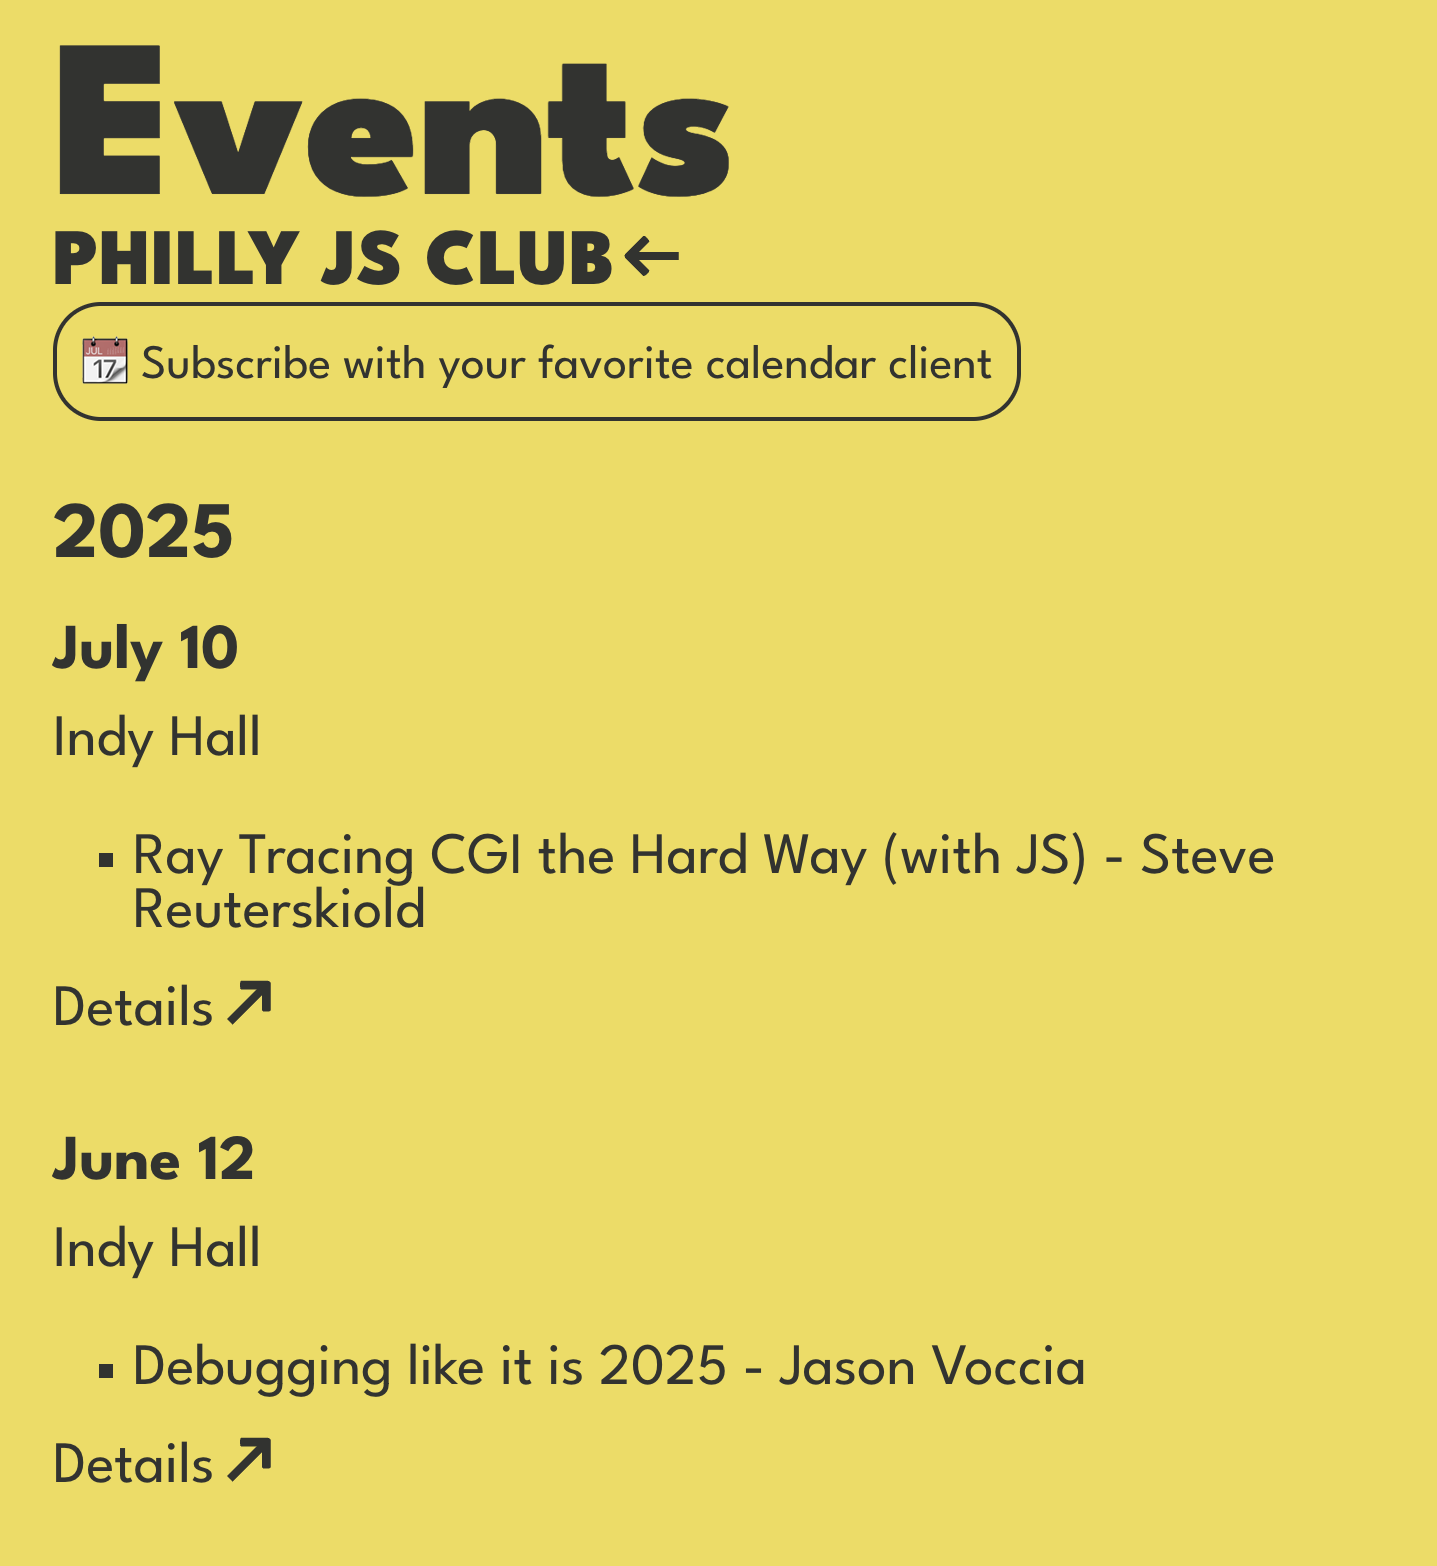 Events
PHILLY JS CLUB←
📆 Subscribe with your favorite calendar client
2025
July 10
Indy Hall
▪ Ray Tracing CGI the Hard Way (with JS) - Steve
Reuterskiold
Details ↗
June 12
Indy Hall
▪ Debugging like it is 2025 - Jason Voccia
Details ↗